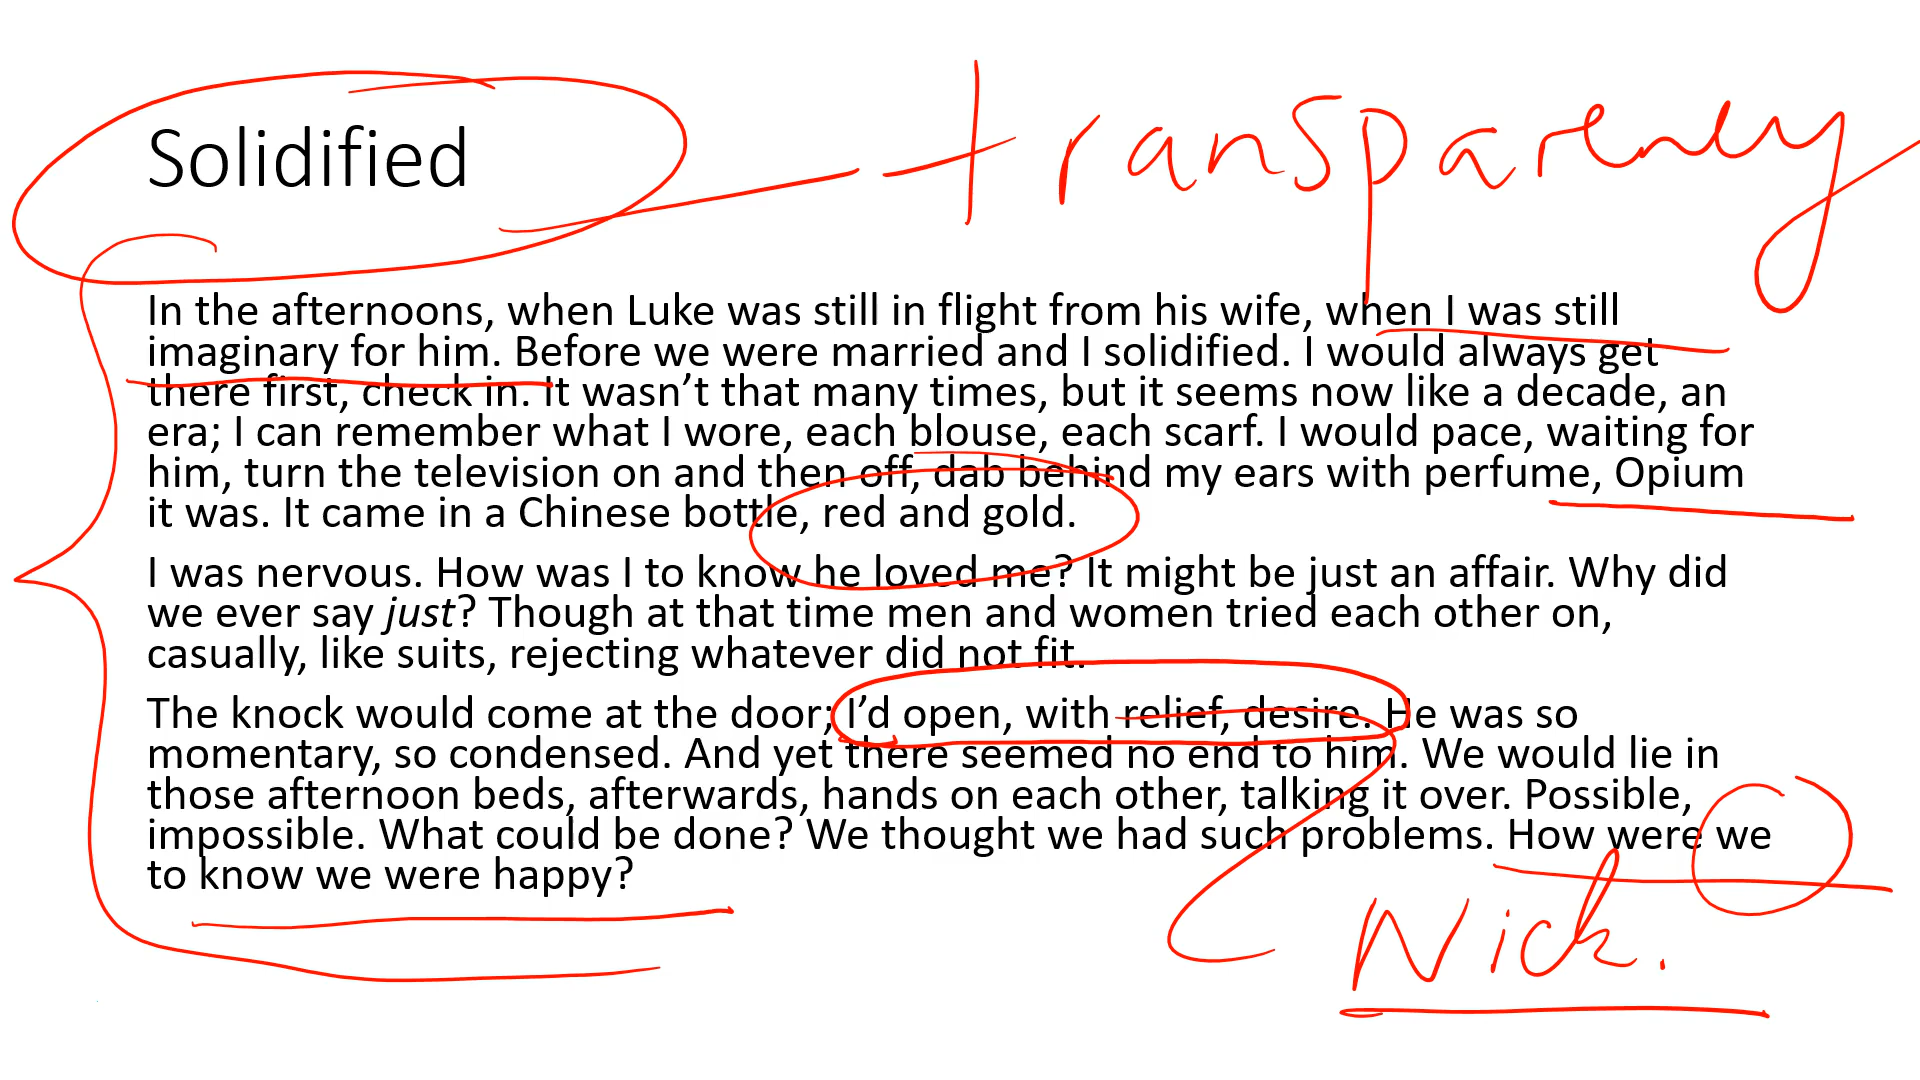 Solidified
transparency
In the afternoons, when Luke was still in flight from his wife, when I was still
imaginary for him. Before we were married and I solidified. I would always get
there first, check in. It wasn’t that many times, but it seems now like a decade, an
era; I can remember what I wore, each blouse, each scarf. I would pace, waiting for
him, turn the television on and then off, dab behind my ears with perfume, Opium
it was. It came in a Chinese bottle, red and gold.
I was nervous. How was I to know he loved me? It might be just an affair. Why did
we ever say just? Though at that time men and women tried each other on,
casually, like suits, rejecting whatever did not fit.
The knock would come at the door; I’d open, with relief, desire. He was so
momentary, so condensed. And yet there seemed no end to him. We would lie in
those afternoon beds, afterwards, hands on each other, talking it over. Possible,
impossible. What could be done? We thought we had such problems. How were we
to know we were happy?
Nick.